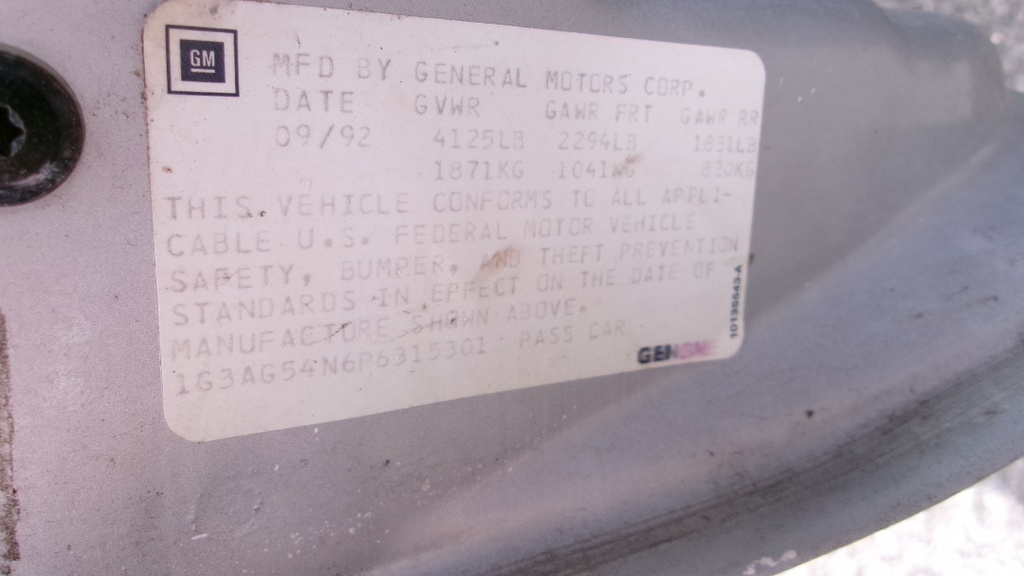 GM
MFD BY GENERAL MOTORS CORP.
DATE GVWR GAWR FRT GAWR RR
09/92 4125LB 2294LB 1831LB
1871KG 1041KG 830KG
THIS VEHICLE CONFORMS TO ALL APPLI-
CABLE U.S. FEDERAL MOTOR VEHICLE
SAFETY, BUMPER, AND THEFT PREVENTION
STANDARDS IN EFFECT ON THE DATE OF
MANUFACTURE SHOWN ABOVE.
1G3AG54N6P6315301 PASS CAR
10135543-A